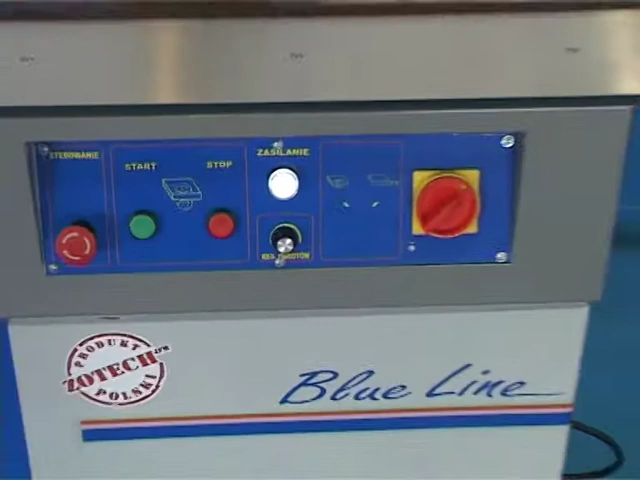 STEROWANIE
START
STOP
ZASILANIE
PRODUKT
ZOTECH
POLSKI
Blue Line